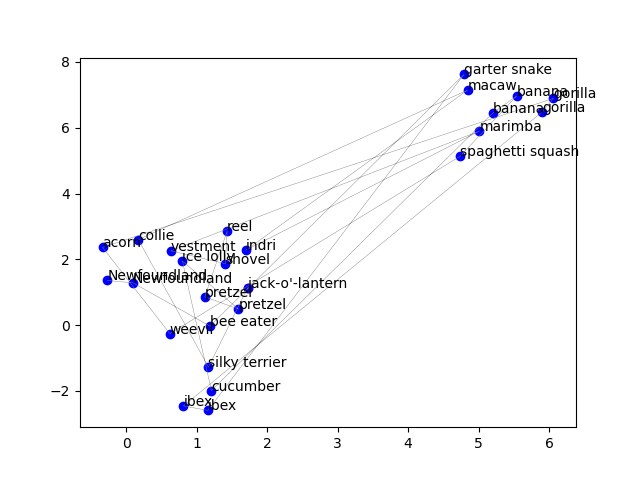 garter snake
macaw
banana
gorilla
banana
gorilla
marimba
spaghetti squash
reel
collie
acorn
vestment
indri
ice lolly
shovel
Newfoundland
Newfoundland
jack-o'-lantern
pretzel
pretzel
bee eater
weevil
silky terrier
cucumber
ibex
ibex
8
6
4
2
0
−2
0
1
2
3
4
5
6